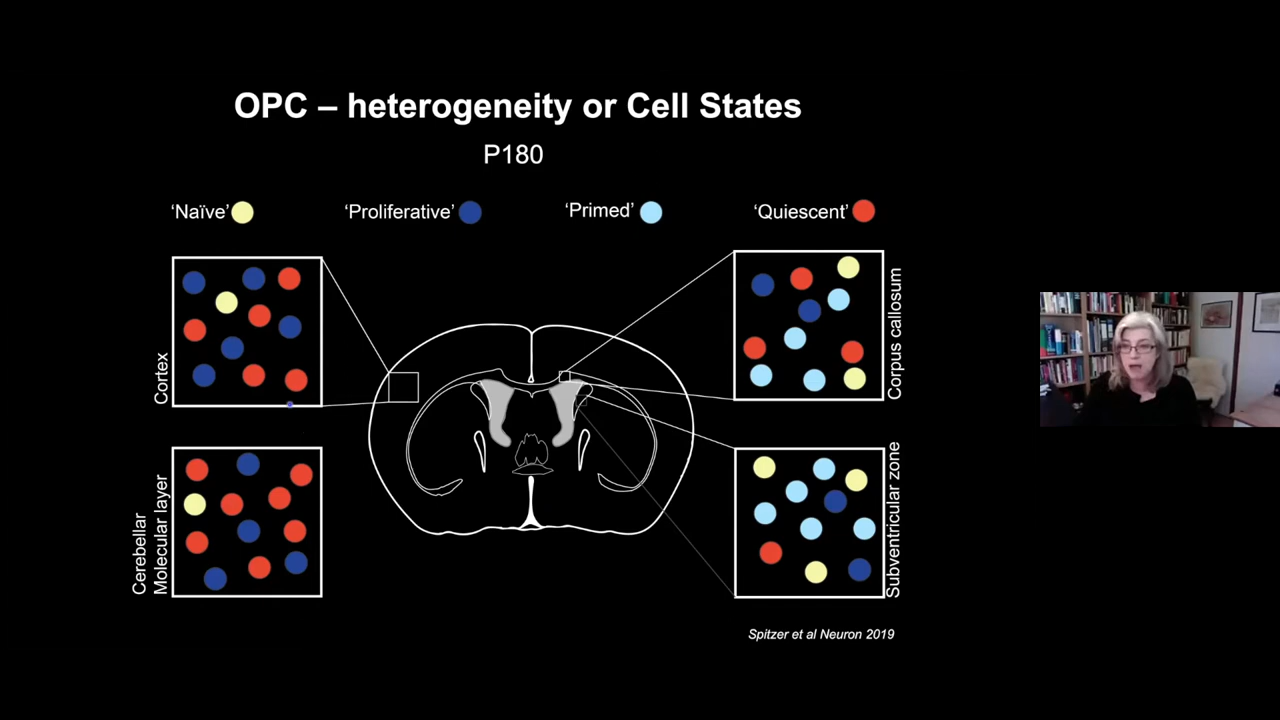 OPC – heterogeneity or Cell States
P180
‘Naïve’
‘Proliferative’
‘Primed’
‘Quiescent’
Cortex
Corpus callosum
Cerebellar
Molecular layer
Subventricular zone
Spitzer et al Neuron 2019